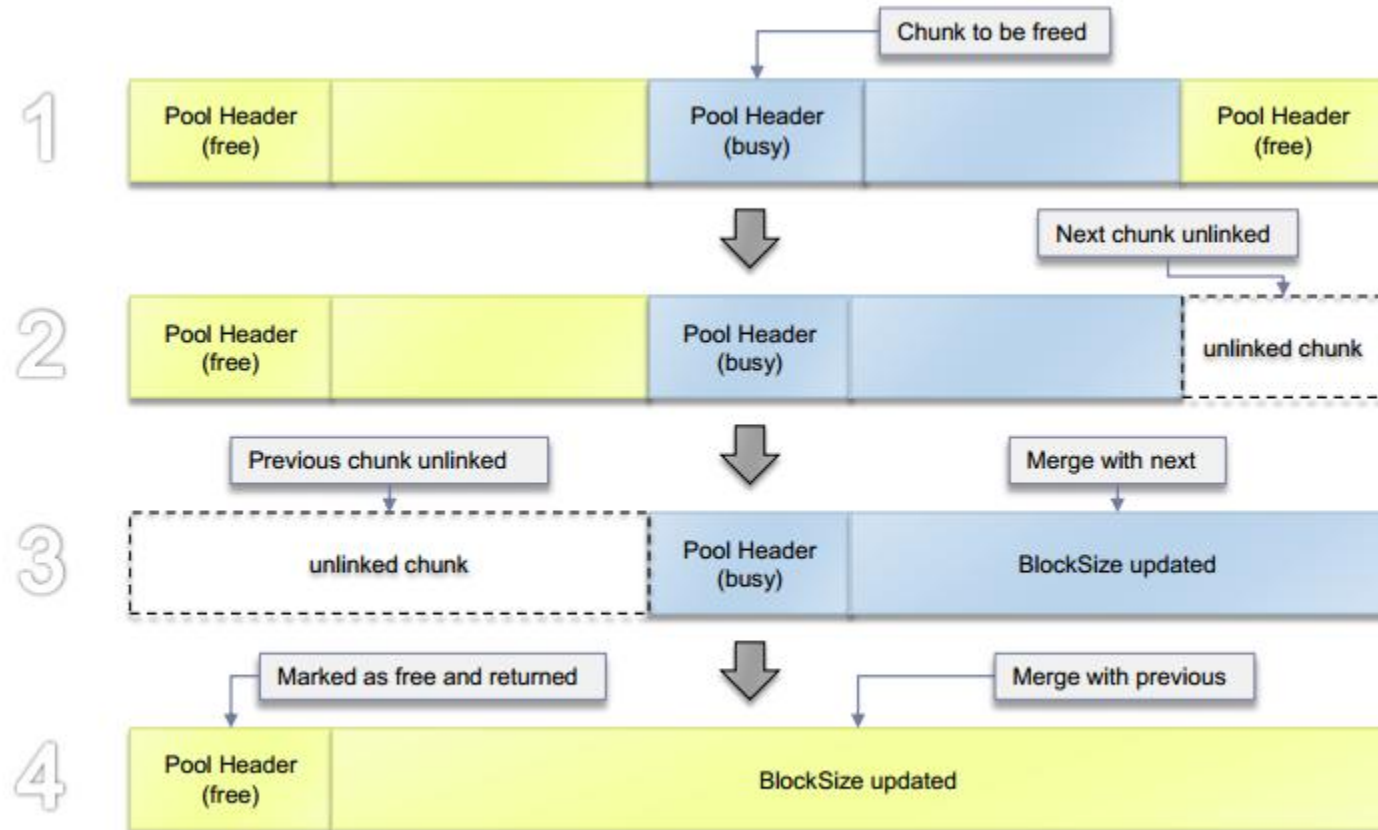 Chunk to be freed
1
Pool Header
(free)
Pool Header
(busy)
Pool Header
(free)
Next chunk unlinked
2
Pool Header
(free)
Pool Header
(busy)
unlinked chunk
Previous chunk unlinked
Merge with next
3
unlinked chunk
Pool Header
(busy)
BlockSize updated
Marked as free and returned
Merge with previous
4
Pool Header
(free)
BlockSize updated